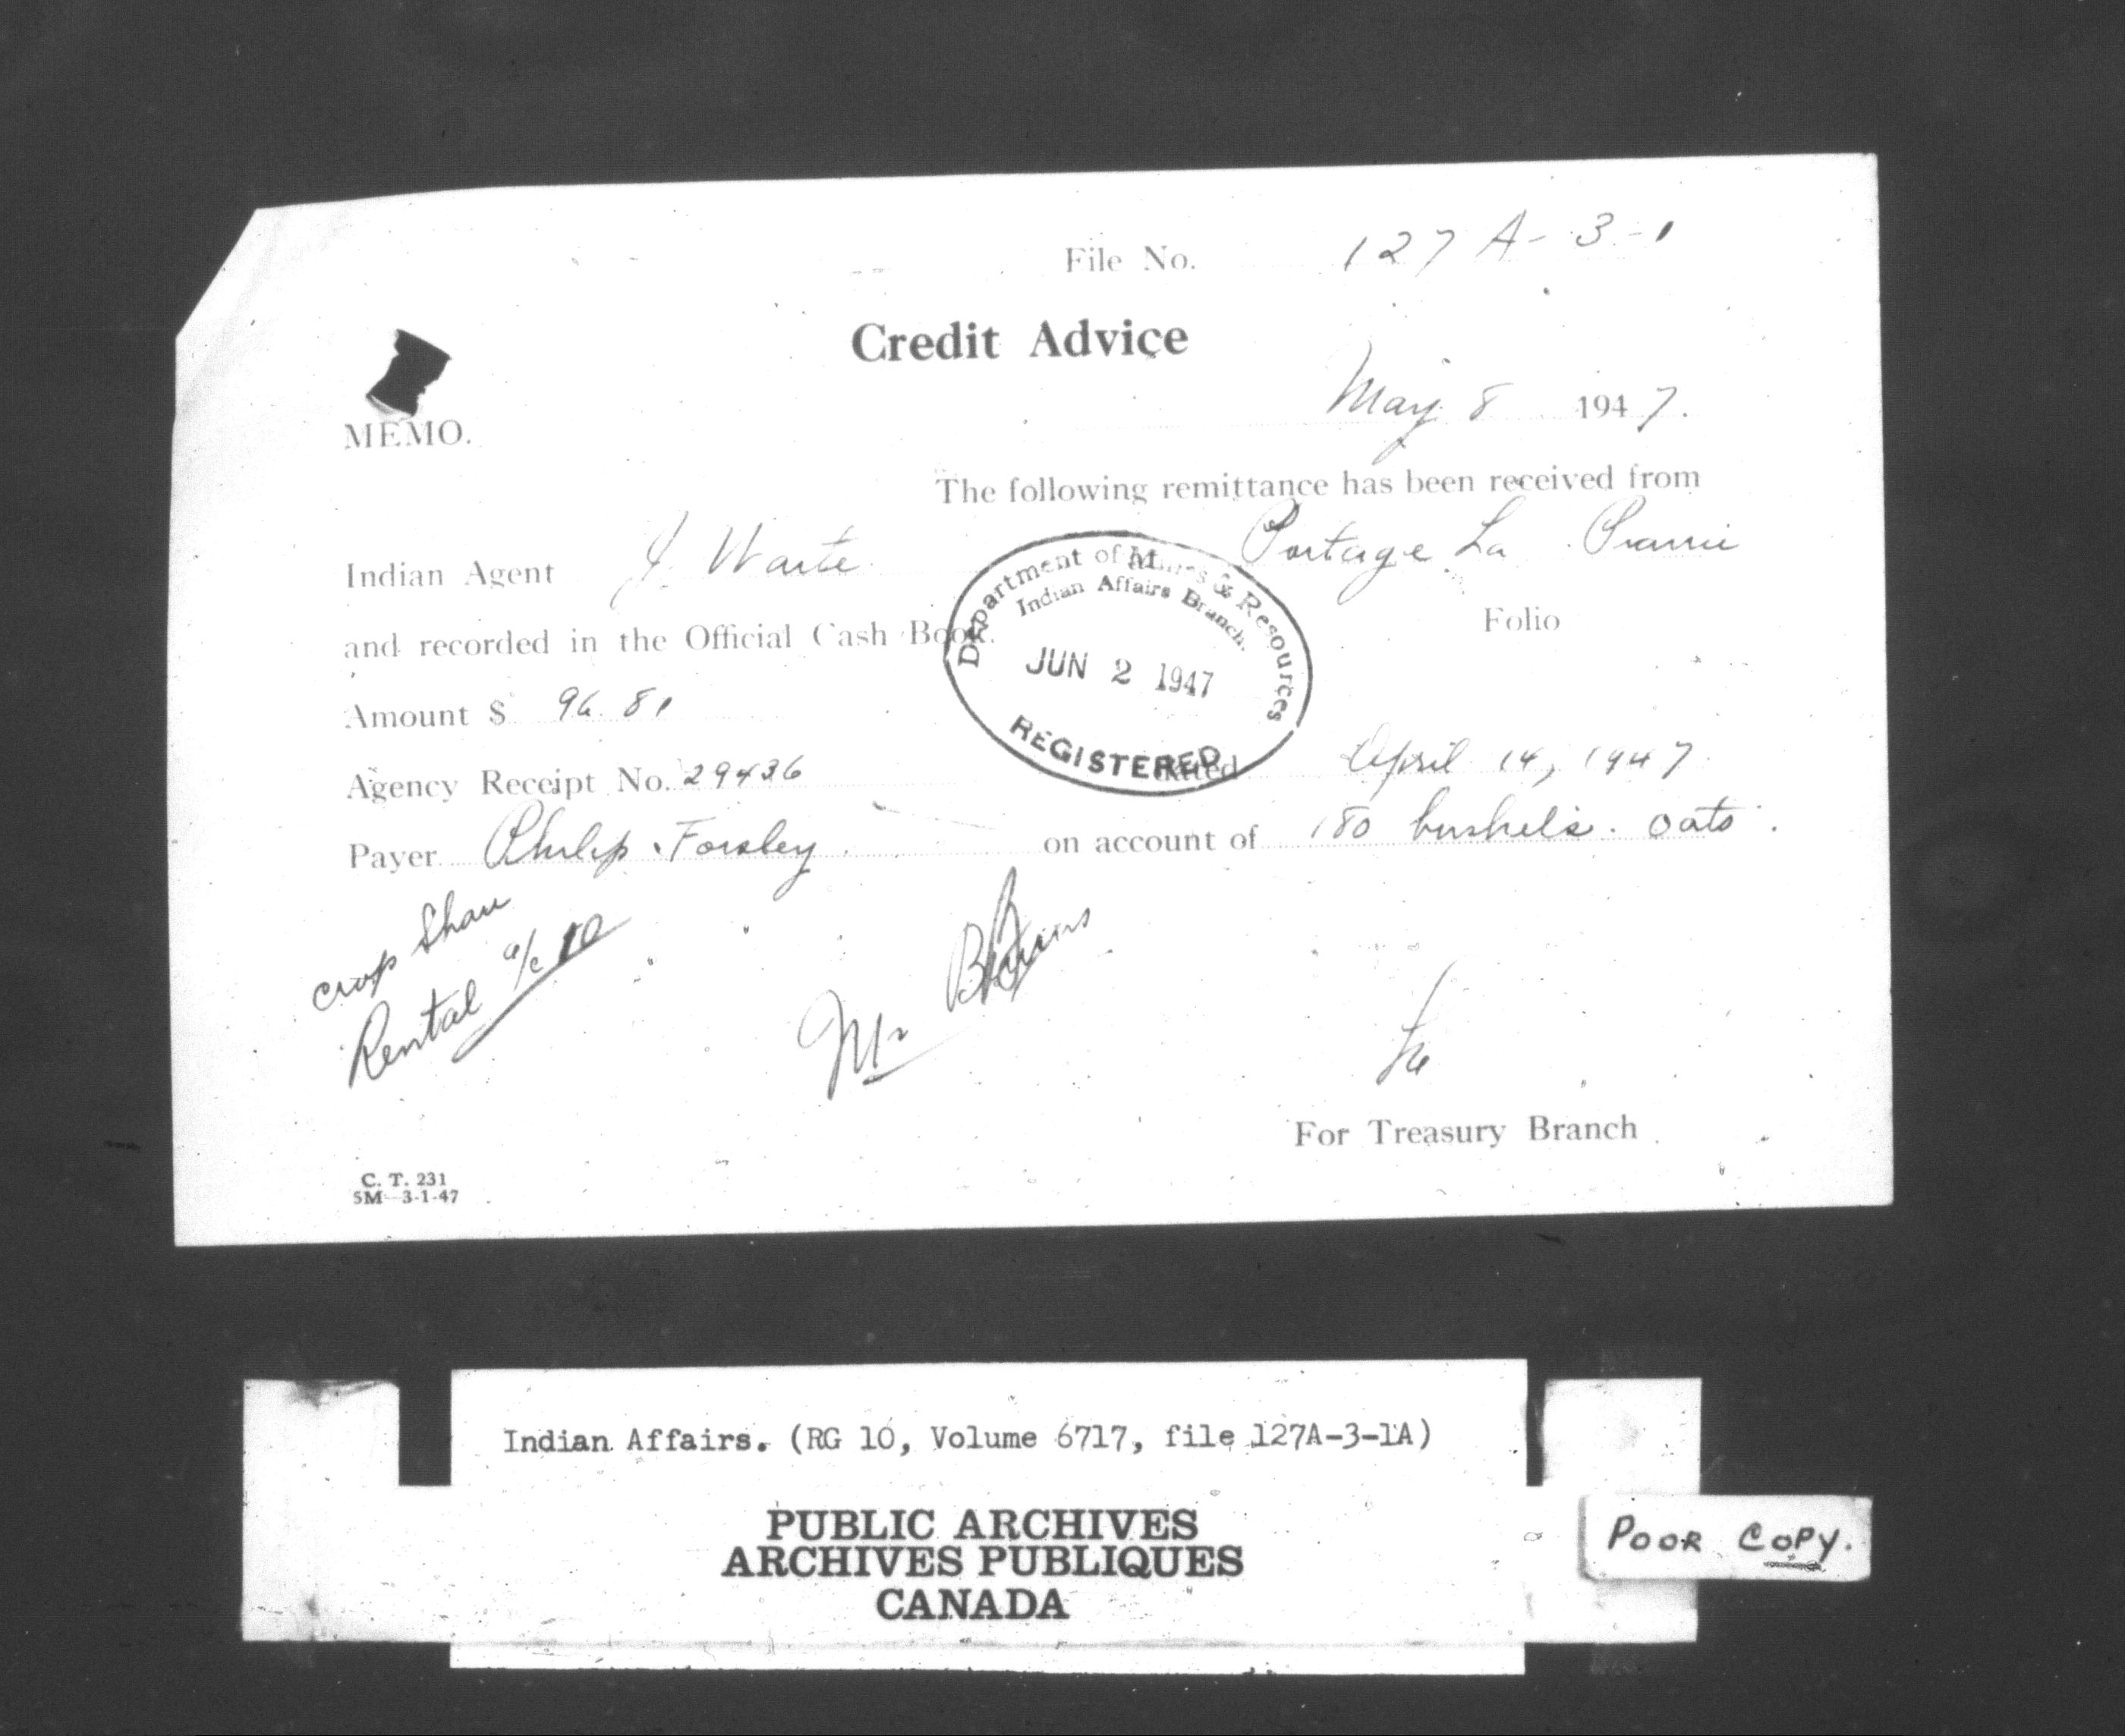 File No. 127 A-3-1
Credit Advice
May 8 1947.
MEMO.
The following remittance has been received from
Indian Agent J. Waite Portage La Prairie
and recorded in the Official Cash Book. Folio
Department of Mines & Resources
Indian Affairs Branch.
JUN 2 1947
REGISTERED
Amount $ 96.81
Agency Receipt No. 29436 dated April 14, 1947
Payer Philip Forsley on account of 180 bushels oats.
Crop Share
Rental a/c 10
Mr
For Treasury Branch
C. T. 231
5M-3-1-47
Indian Affairs. (RG 10, Volume 6717, file 127A-3-1A)
PUBLIC ARCHIVES
ARCHIVES PUBLIQUES
CANADA
POOR COPY.